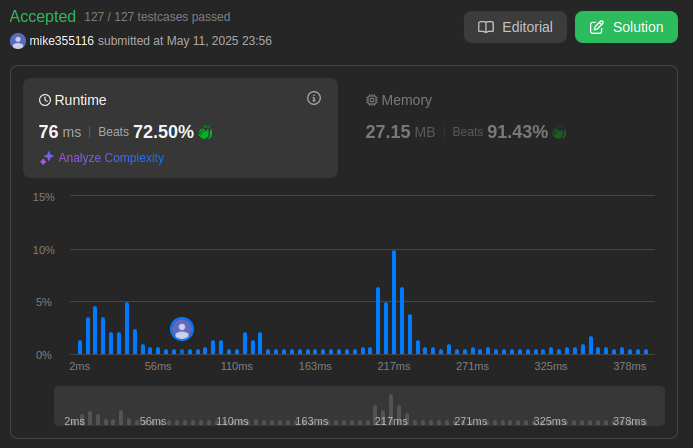 Accepted 127 / 127 testcases passed
mike355116 submitted at May 11, 2025 23:56
Editorial
Solution
Runtime
76 ms | Beats 72.50%
Analyze Complexity
Memory
27.15 MB | Beats 91.43%
15%
10%
5%
0%
2ms 56ms 110ms 163ms 217ms 271ms 325ms 378ms
2ms 56ms 110ms 163ms 217ms 271ms 325ms 378ms